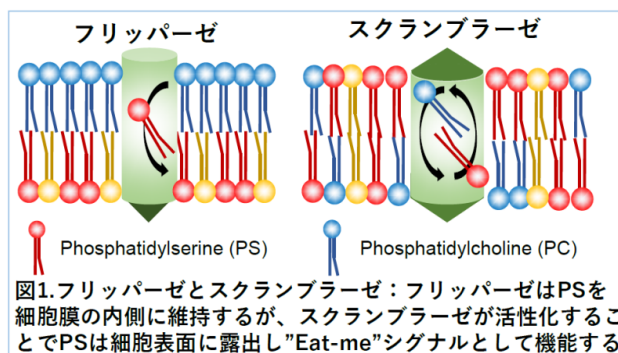 フリッパーゼ
スクランブラーゼ
Phosphatidylserine (PS)
Phosphatidylcholine (PC)
図1.フリッパーゼとスクランブラーゼ：フリッパーゼはPSを
細胞膜の内側に維持するが、スクランブラーゼが活性化するこ
とでPSは細胞表面に露出し”Eat-me”シグナルとして機能する